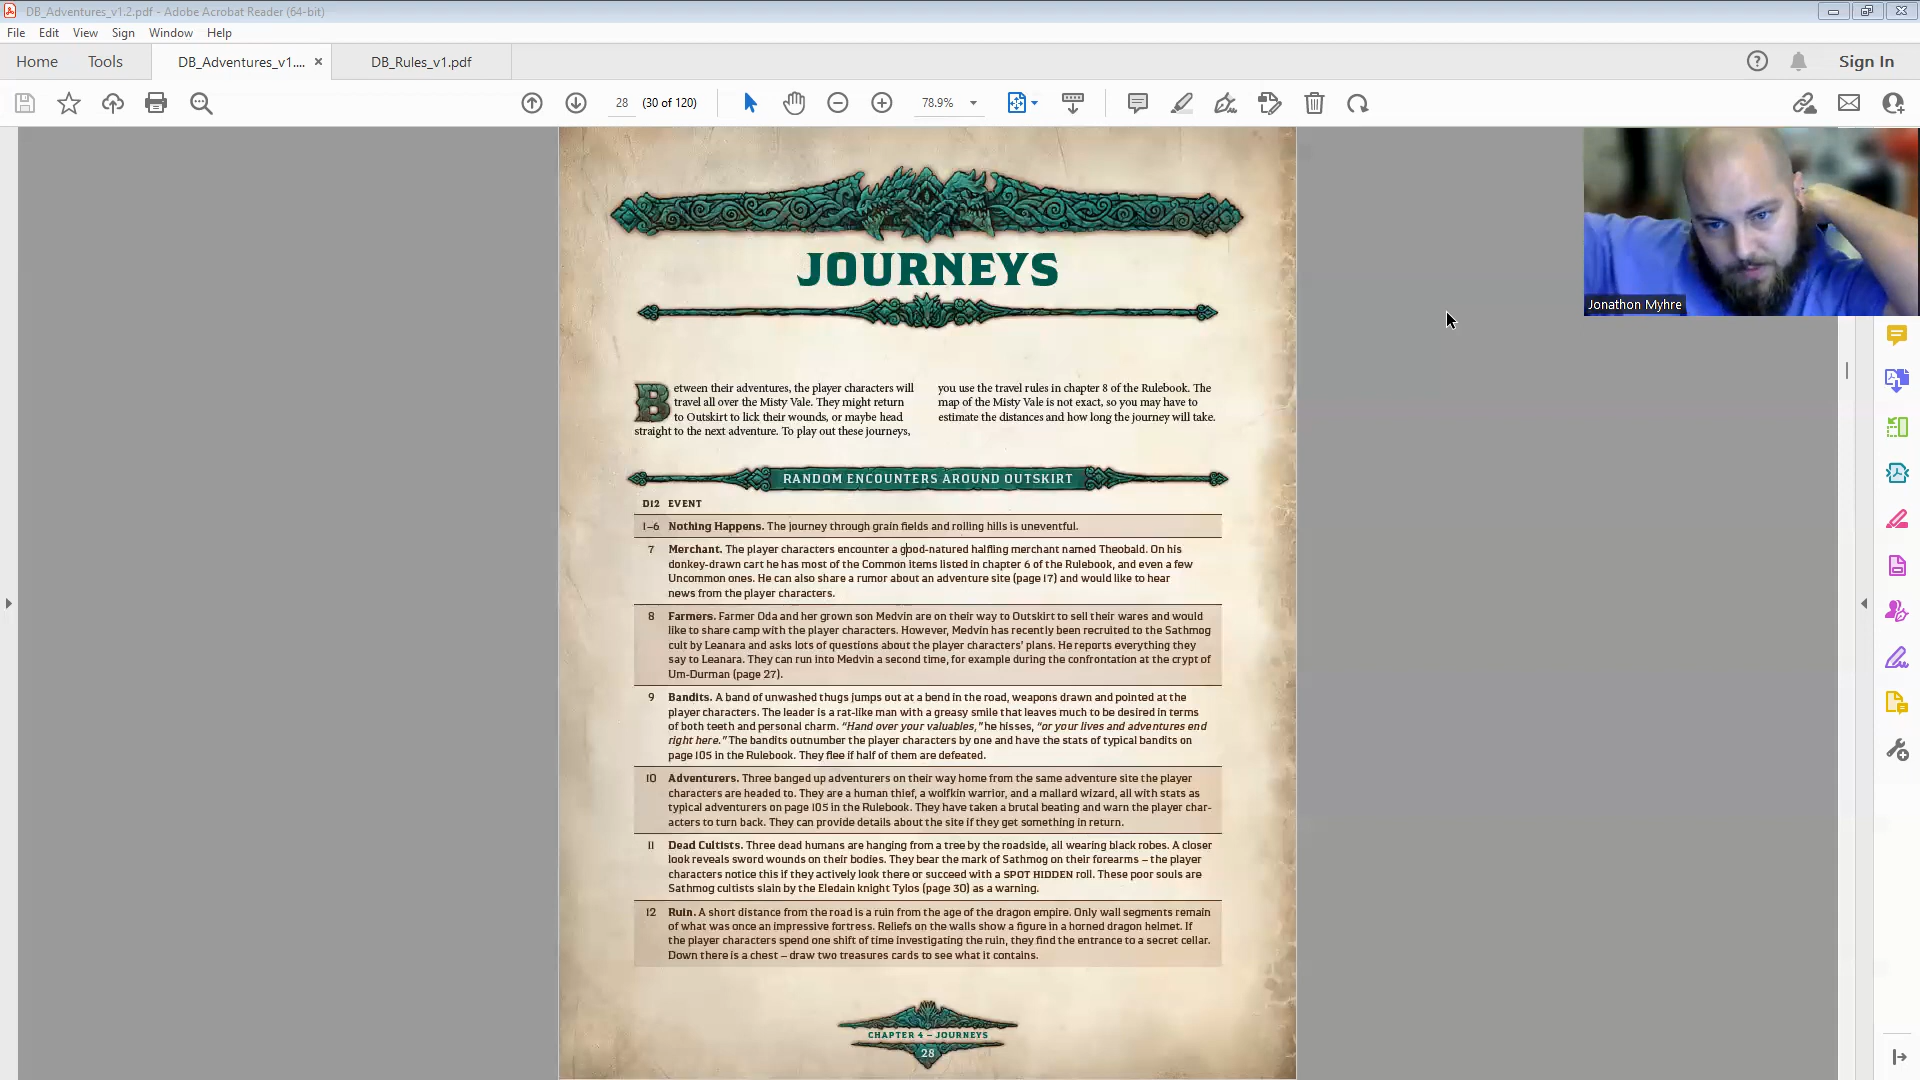 DB_Adventures_v1.2.pdf - Adobe Acrobat Reader (64-bit)
File Edit View Sign Window Help
Home Tools DB_Adventures_v1.... × DB_Rules_v1.pdf Sign In
28 (30 of 120) 78.9%
Jonathon Myhre
JOURNEYS
Between their adventures, the player characters will
travel all over the Misty Vale. They might return
to Outskirt to lick their wounds, or maybe head
straight to the next adventure. To play out these journeys,
you use the travel rules in chapter 8 of the Rulebook. The
map of the Misty Vale is not exact, so you may have to
estimate the distances and how long the journey will take.
RANDOM ENCOUNTERS AROUND OUTSKIRT
D12 EVENT
1–6 Nothing Happens. The journey through grain fields and rolling hills is uneventful.
7 Merchant. The player characters encounter a good-natured halfling merchant named Theobald. On his
donkey-drawn cart he has most of the Common items listed in chapter 6 of the Rulebook, and even a few
Uncommon ones. He can also share a rumor about an adventure site (page 17) and would like to hear
news from the player characters.
8 Farmers. Farmer Oda and her grown son Medvin are on their way to Outskirt to sell their wares and would
like to share camp with the player characters. However, Medvin has recently been recruited to the Sathmog
cult by Leanara and asks lots of questions about the player characters' plans. He reports everything they
say to Leanara. They can run into Medvin a second time, for example during the confrontation at the crypt of
Um-Durman (page 27).
9 Bandits. A band of unwashed thugs jumps out at a bend in the road, weapons drawn and pointed at the
player characters. The leader is a rat-like man with a greasy smile that leaves much to be desired in terms
of both teeth and personal charm. “Hand over your valuables,” he hisses, “or your lives and adventures end
right here.” The bandits outnumber the player characters by one and have the stats of typical bandits on
page 105 in the Rulebook. They flee if half of them are defeated.
10 Adventurers. Three banged up adventurers on their way home from the same adventure site the player
characters are headed to. They are a human thief, a wolfkin warrior, and a mallard wizard, all with stats as
typical adventurers on page 105 in the Rulebook. They have taken a brutal beating and warn the player char-
acters to turn back. They can provide details about the site if they get something in return.
11 Dead Cultists. Three dead humans are hanging from a tree by the roadside, all wearing black robes. A closer
look reveals sword wounds on their bodies. They bear the mark of Sathmog on their forearms – the player
characters notice this if they actively look there or succeed with a SPOT HIDDEN roll. These poor souls are
Sathmog cultists slain by the Eledain knight Tylos (page 30) as a warning.
12 Ruin. A short distance from the road is a ruin from the age of the dragon empire. Only wall segments remain
of what was once an impressive fortress. Reliefs on the walls show a figure in a horned dragon helmet. If
the player characters spend one shift of time investigating the ruin, they find the entrance to a secret cellar.
Down there is a chest – draw two treasures cards to see what it contains.
CHAPTER 4 – JOURNEYS
28